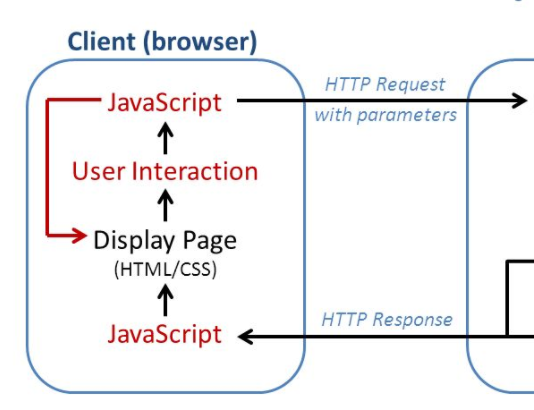 Client (browser)
JavaScript
HTTP Request
with parameters
User Interaction
Display Page
(HTML/CSS)
JavaScript
HTTP Response